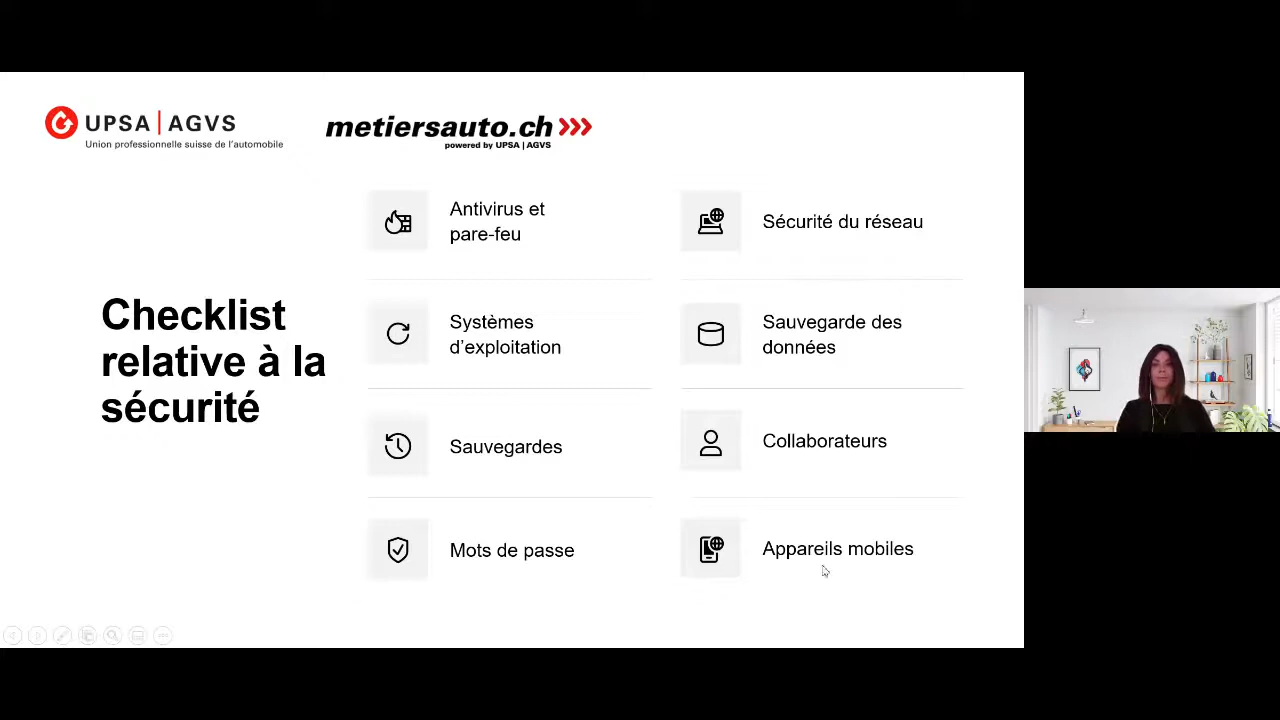 UPSA | AGVS
Union professionnelle suisse de l'automobile
metiersauto.ch
powered by UPSA | AGVS
Checklist
relative à la
sécurité
Antivirus et
pare-feu
Systèmes
d'exploitation
Sauvegardes
Mots de passe
Sécurité du réseau
Sauvegarde des
données
Collaborateurs
Appareils mobiles